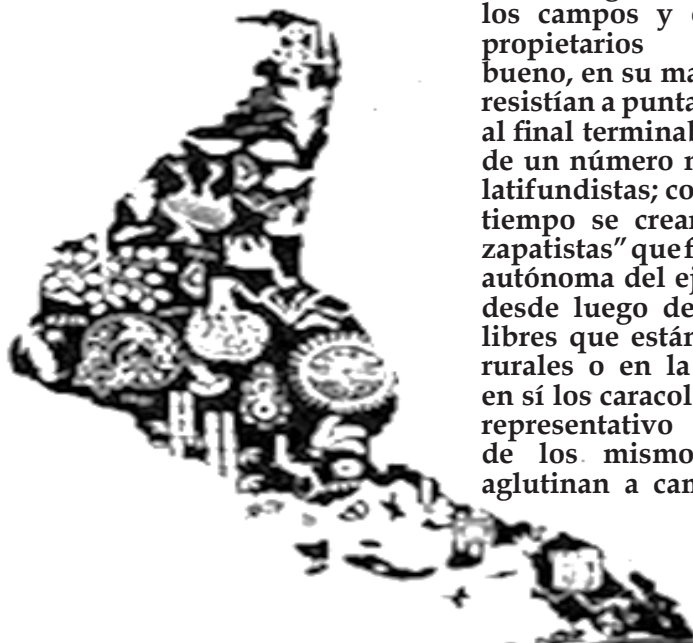 los campos y
propietarios
bueno, en su ma
resistían a punta
al final terminal
de un número
latifundistas; co
tiempo se crear
zapatistas” que f
autónoma del ej
desde luego de
libres que están
rurales o en la
en sí los caracol
representativo
de los mismo
aglutinan a